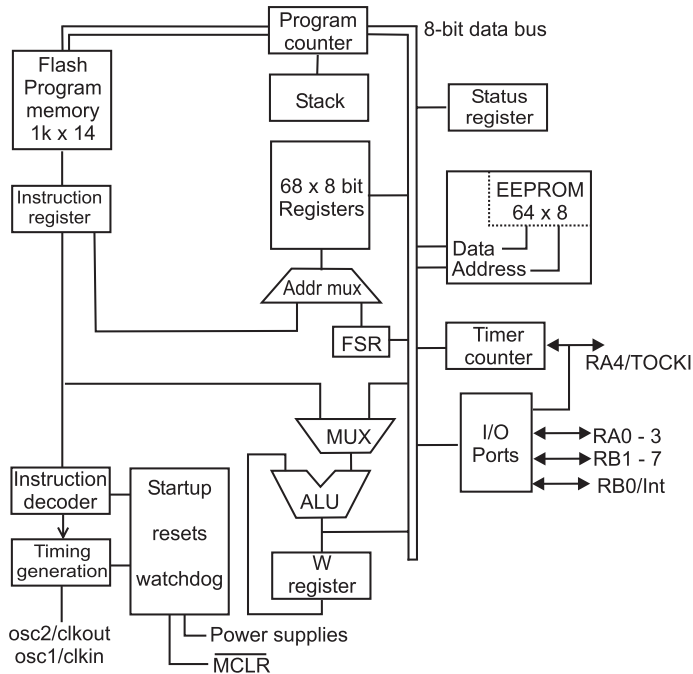 Program
counter
8-bit data bus
Flash
Program
memory
1k x 14
Stack
Status
register
Instruction
register
68 x 8 bit
Registers
EEPROM
64 x 8
Data
Address
Addr mux
FSR
Timer
counter
RA4/TOCKI
MUX
I/O
Ports
RA0 - 3
RB1 - 7
RB0/Int
Instruction
decoder
Startup
resets
watchdog
ALU
Timing
generation
W
register
osc2/clkout
osc1/clkin
Power supplies
MCLR